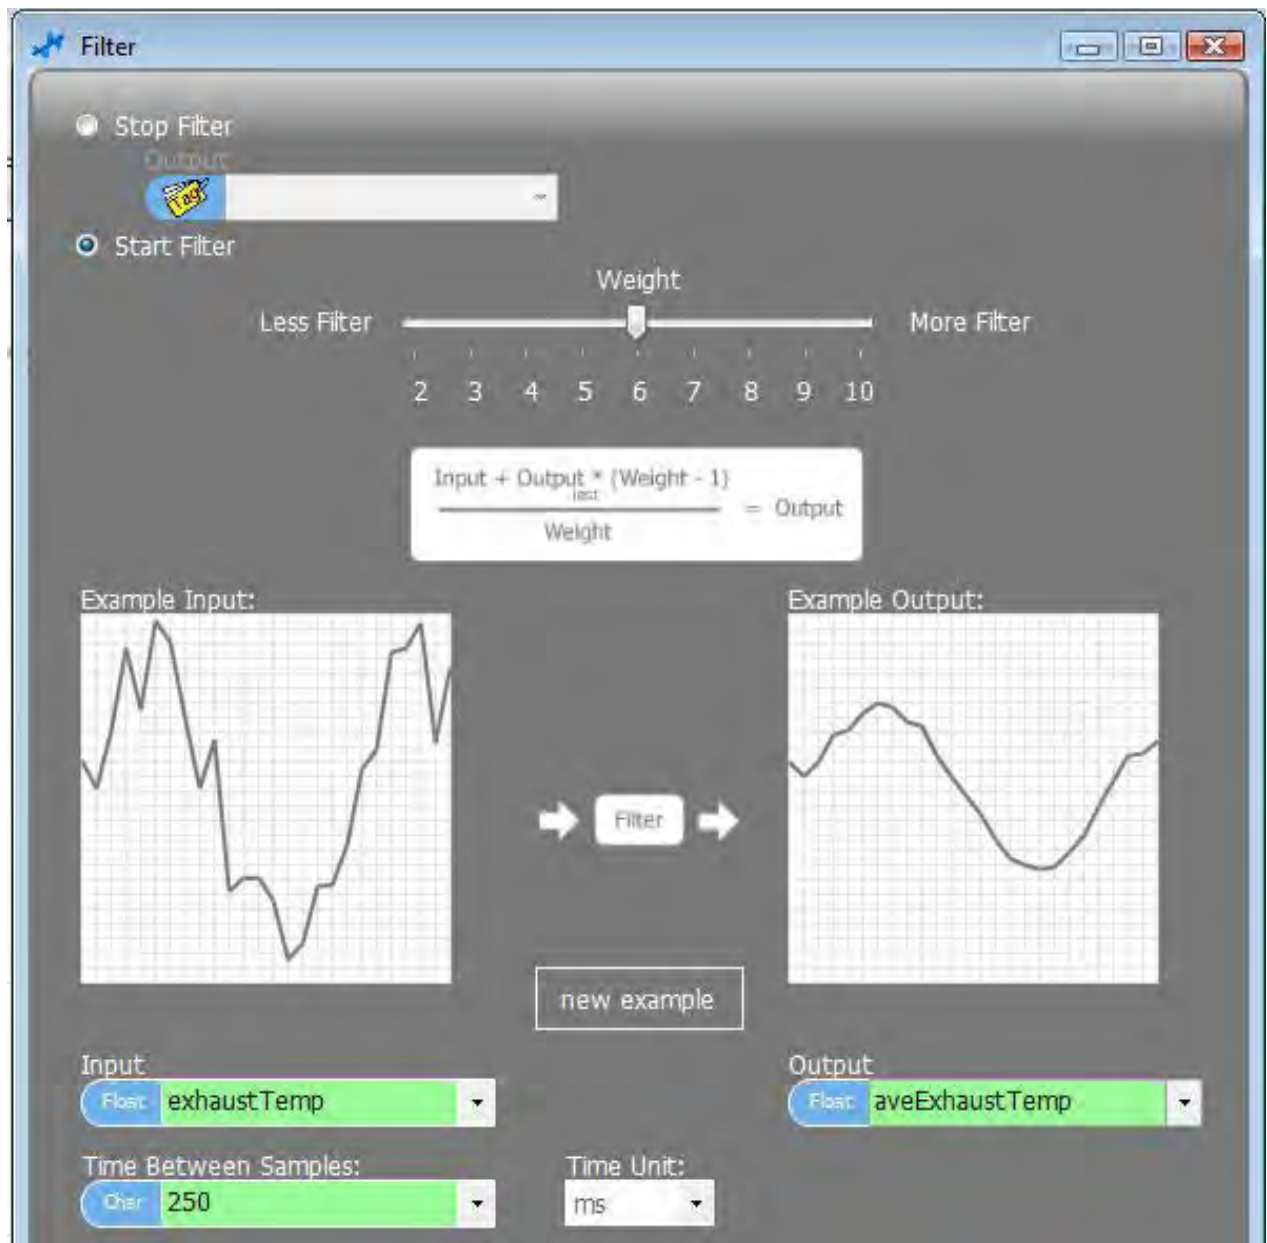 Filter
Stop Filter
Output
Tag
Start Filter
Weight
Less Filter
More Filter
2 3 4 5 6 7 8 9 10
Input + Output * (Weight - 1)
last
= Output
Weight
Example Input:
Example Output:
Filter
new example
Input
Output
Float exhaustTemp
Float aveExhaustTemp
Time Between Samples:
Time Unit:
Char 250
ms